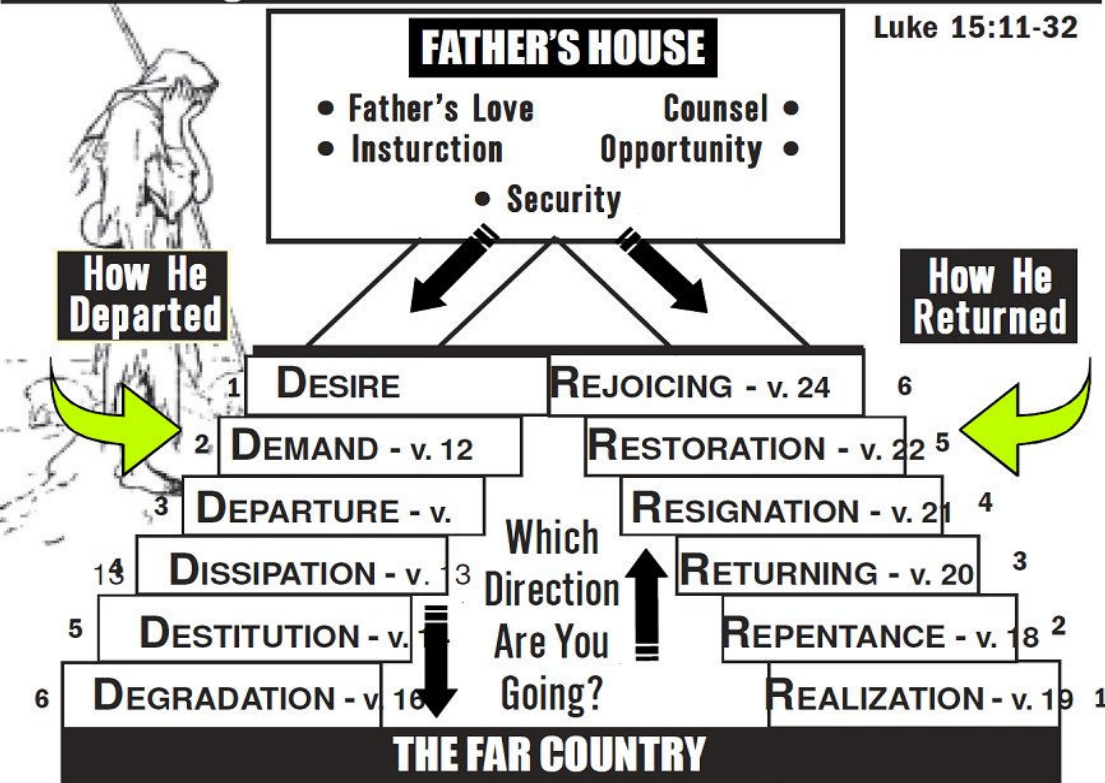 Luke 15:11-32
FATHER'S HOUSE
• Father's Love
Counsel •
• Insturction
Opportunity •
• Security
How He
Departed
How He
Returned
1 DESIRE
REJOICING - v. 24 6
2 DEMAND - v. 12
RESTORATION - v. 22 5
3 DEPARTURE - v.
13
RESIGNATION - v. 21 4
4 DISSIPATION - v. 13
RETURNING - v. 20 3
5 DESTITUTION - v.
REPENTANCE - v. 18 2
6 DEGRADATION - v. 16
REALIZATION - v. 19 1
Which
Direction
Are You
Going?
THE FAR COUNTRY